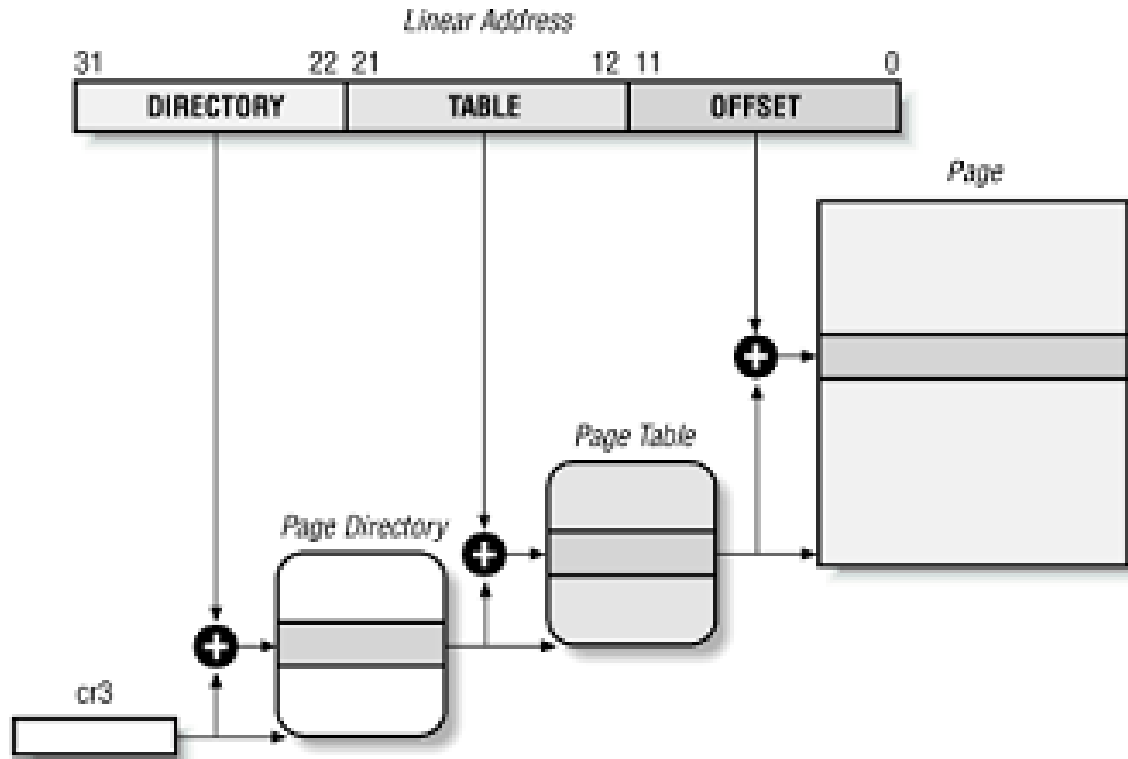 Linear Address
31 22 21 12 11 0
DIRECTORY TABLE OFFSET
Page
Page Table
Page Directory
cr3